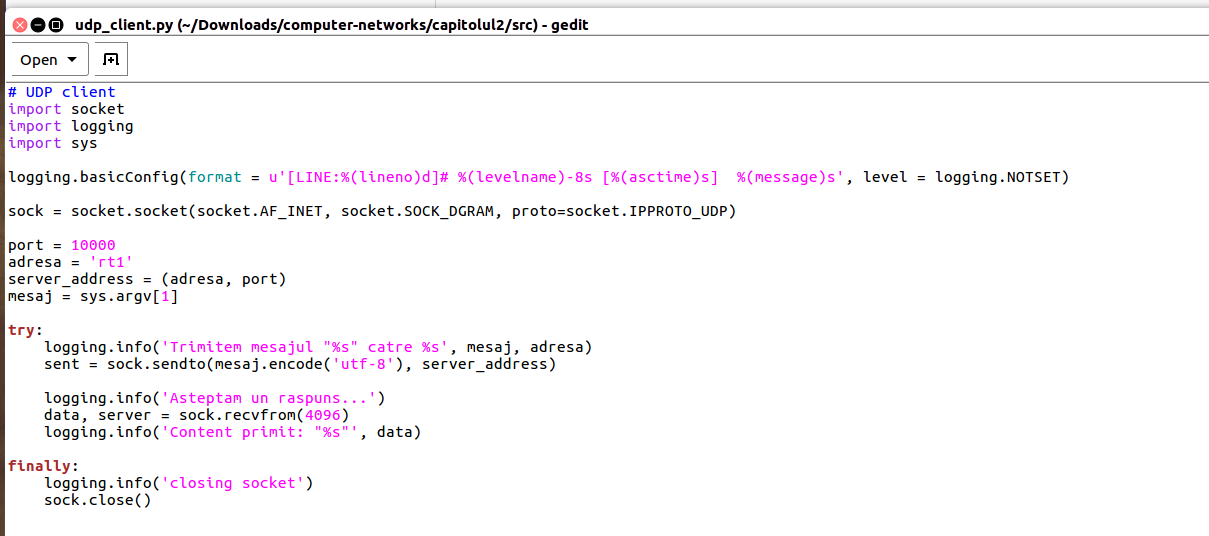 udp_client.py (~/Downloads/computer-networks/capitolul2/src) - gedit
Open
# UDP client
import socket
import logging
import sys
logging.basicConfig(format = u'[LINE:%(lineno)d]# %(levelname)-8s [%(asctime)s]  %(message)s', level = logging.NOTSET)
sock = socket.socket(socket.AF_INET, socket.SOCK_DGRAM, proto=socket.IPPROTO_UDP)
port = 10000
adresa = 'rt1'
server_address = (adresa, port)
mesaj = sys.argv[1]
try:
    logging.info('Trimitem mesajul "%s" catre %s', mesaj, adresa)
    sent = sock.sendto(mesaj.encode('utf-8'), server_address)
    logging.info('Asteptam un raspuns...')
    data, server = sock.recvfrom(4096)
    logging.info('Content primit: "%s"', data)
finally:
    logging.info('closing socket')
    sock.close()